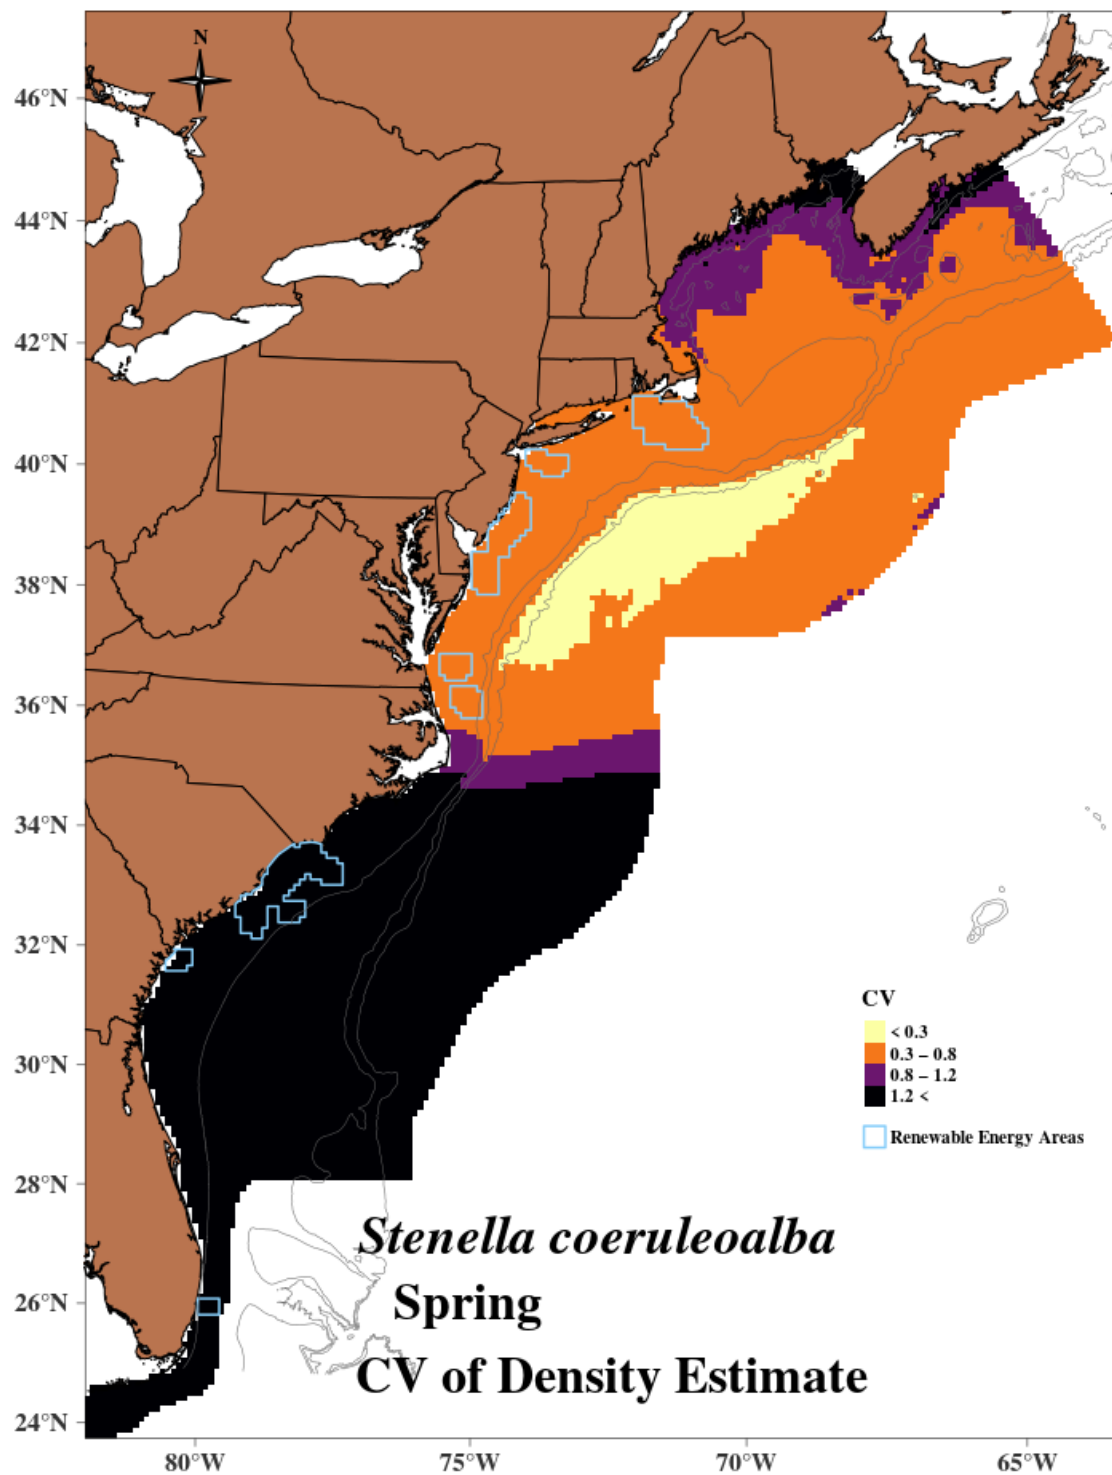 N
46°N
44°N
42°N
40°N
38°N
36°N
34°N
32°N
30°N
28°N
26°N
24°N
CV
< 0.3
0.3 – 0.8
0.8 – 1.2
1.2 <
Renewable Energy Areas
Stenella coeruleoalba
Spring
CV of Density Estimate
80°W
75°W
70°W
65°W